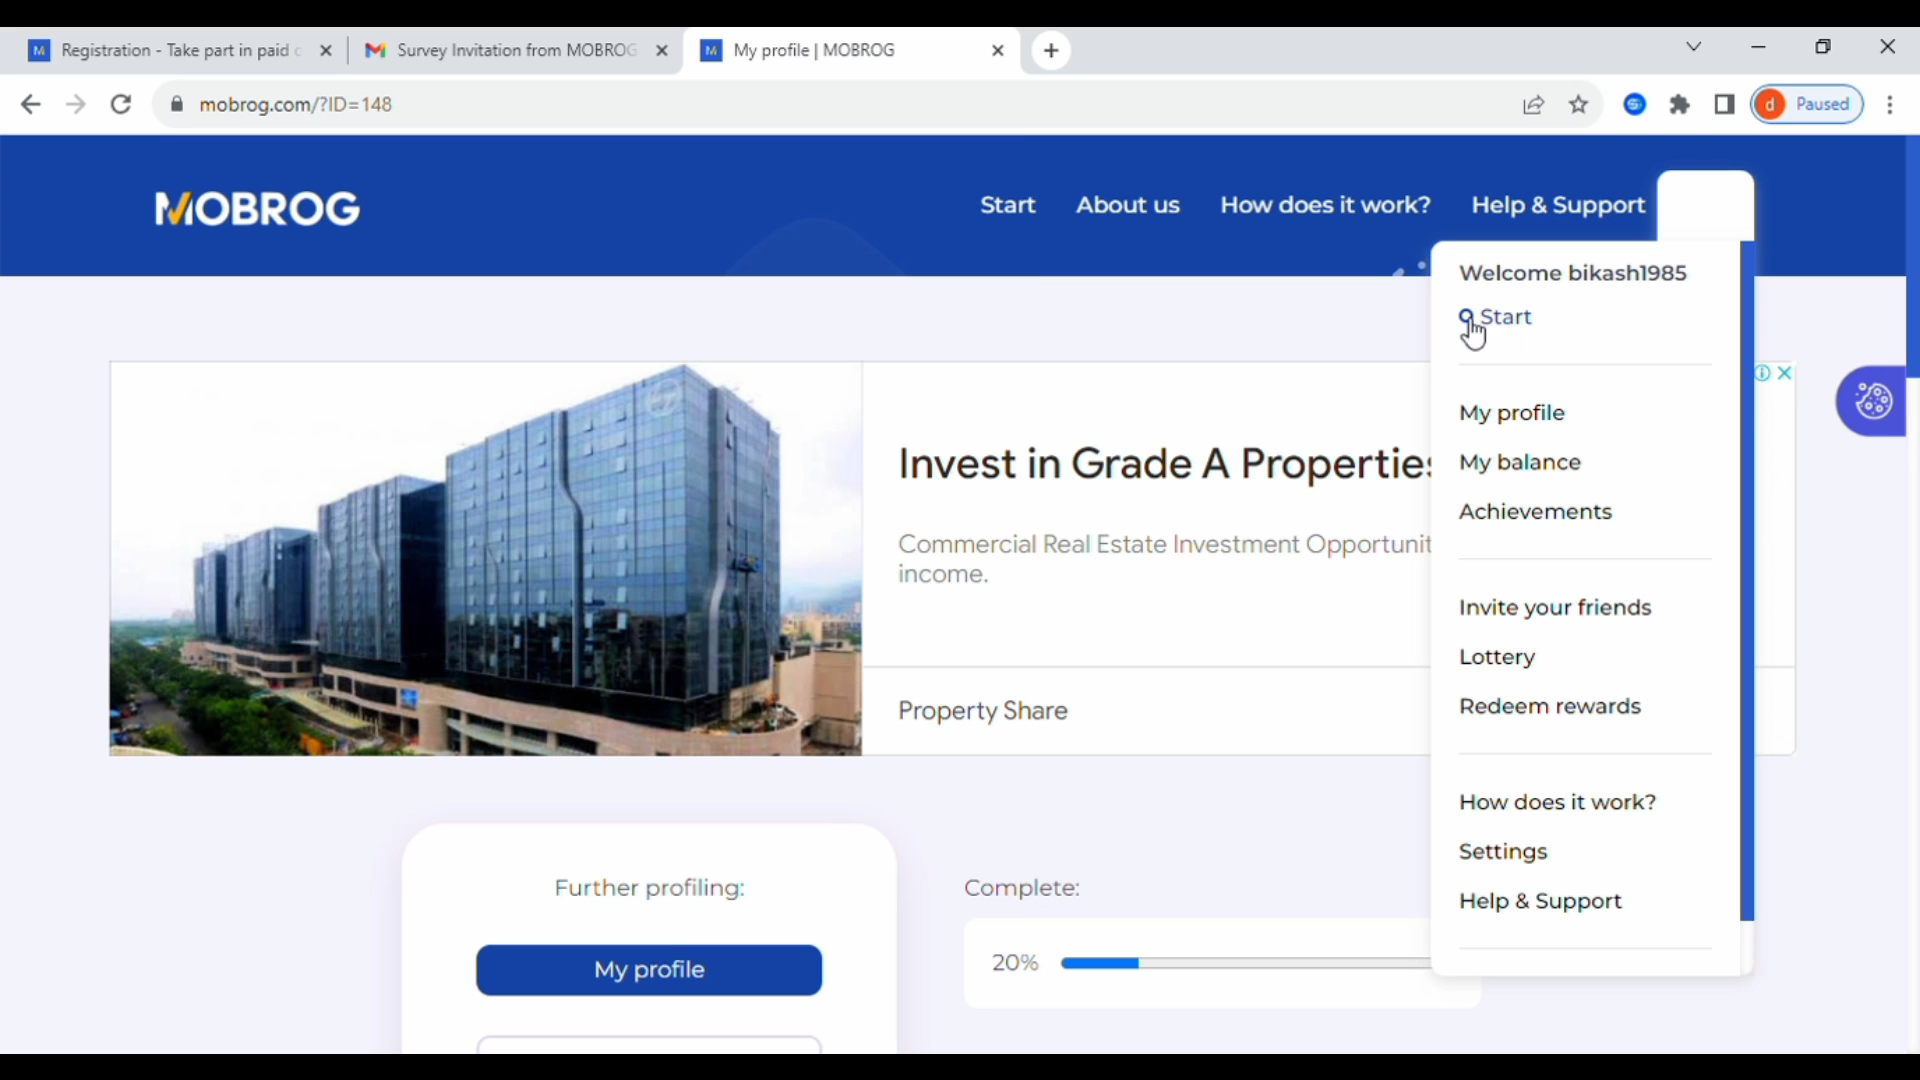 Registration - Take part in paid
Survey Invitation from MOBROG
My profile | MOBROG
mobrog.com/?ID=148
d Paused
MOBROG
Start
About us
How does it work?
Help & Support
Welcome bikash1985
Start
My profile
My balance
Achievements
Invite your friends
Lottery
Redeem rewards
How does it work?
Settings
Help & Support
Invest in Grade A Properties
Commercial Real Estate Investment Opportunit
income.
Property Share
Further profiling:
My profile
Complete:
20%